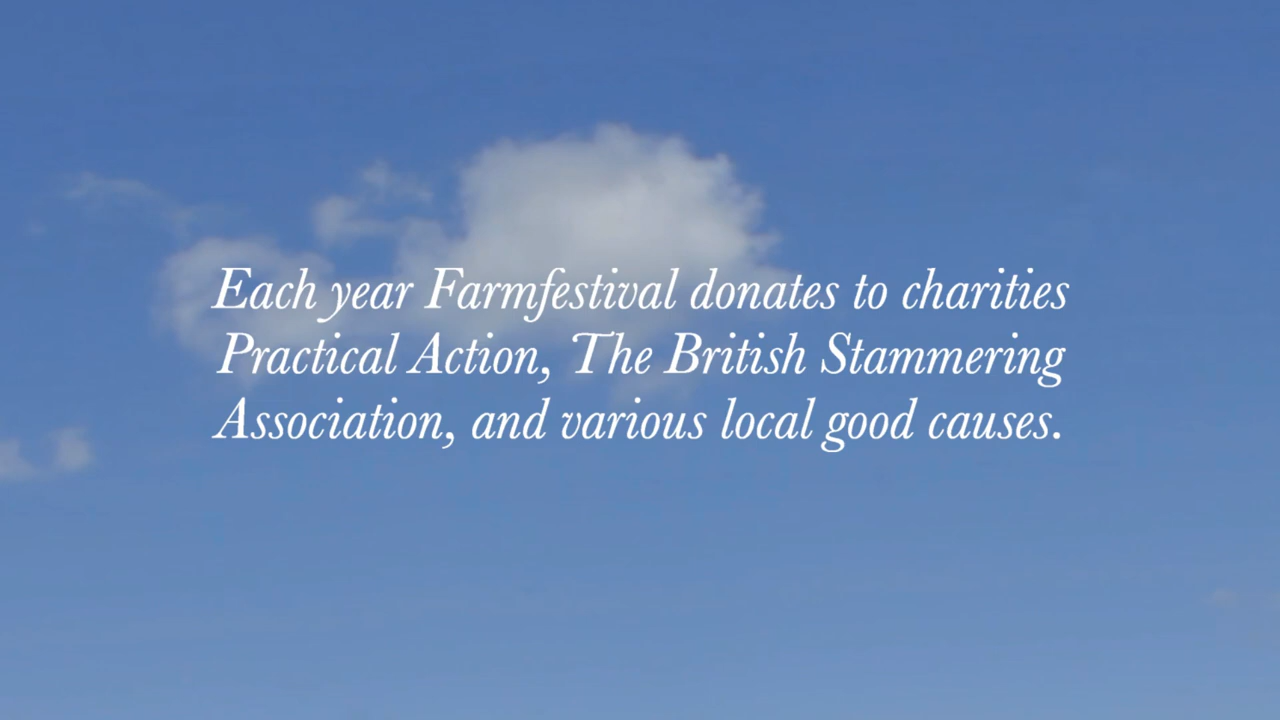 Each year Farmfestival donates to charities
Practical Action, The British Stammering
Association, and various local good causes.